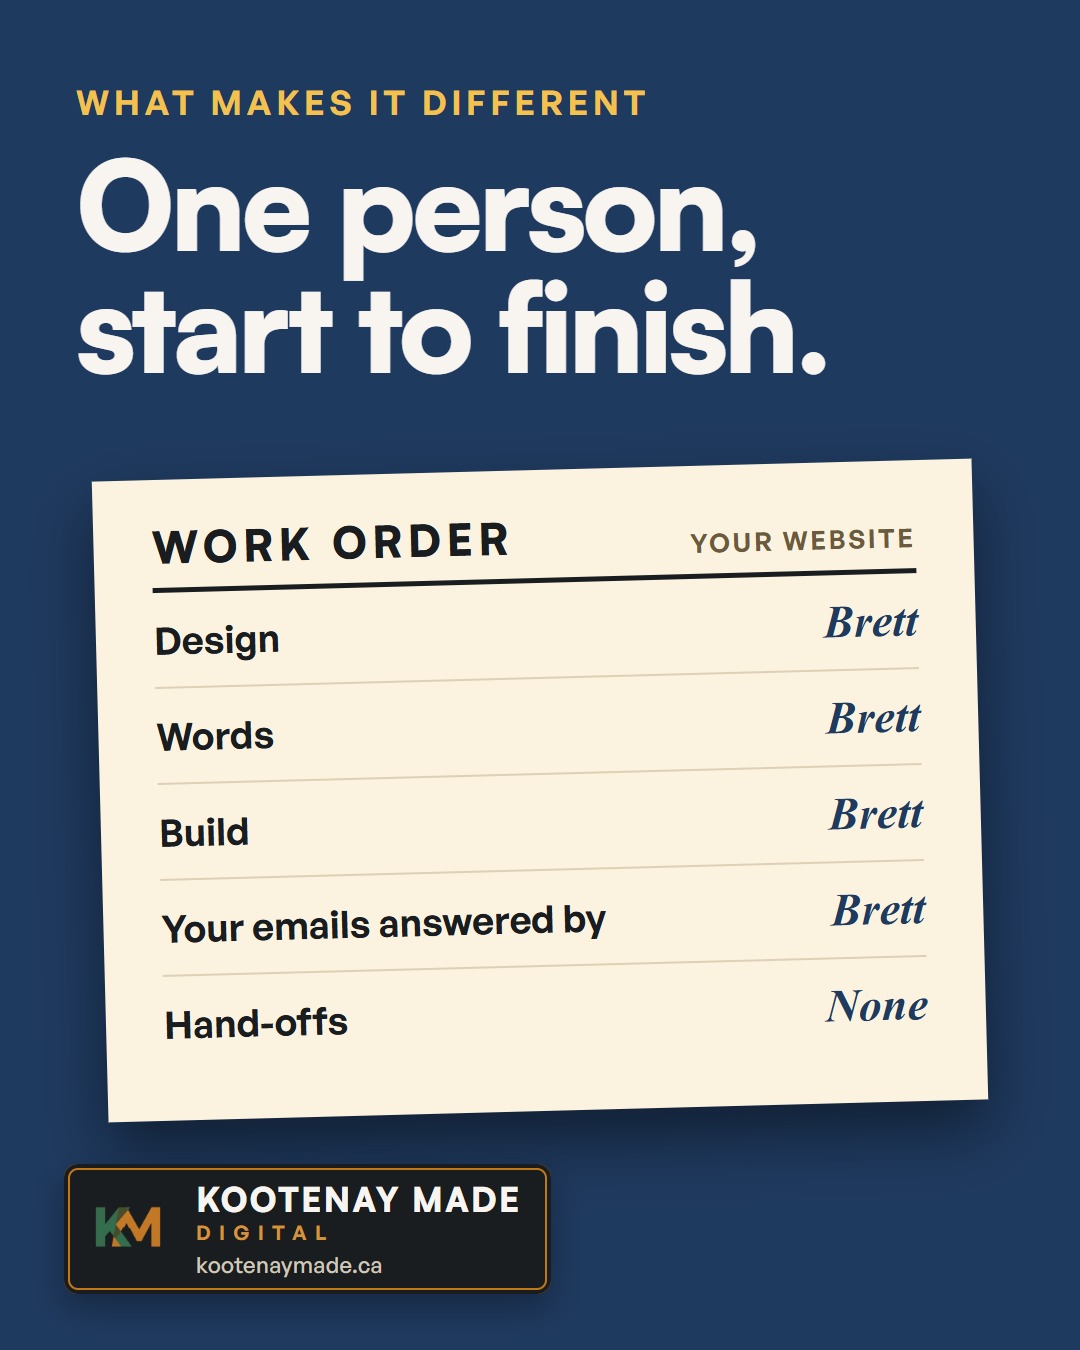 WHAT MAKES IT DIFFERENT
One person,
start to finish.
WORK ORDER YOUR WEBSITE
Design Brett
Words Brett
Build Brett
Your emails answered by Brett
Hand-offs None
KM
KOOTENAY MADE
DIGITAL
kootenaymade.ca